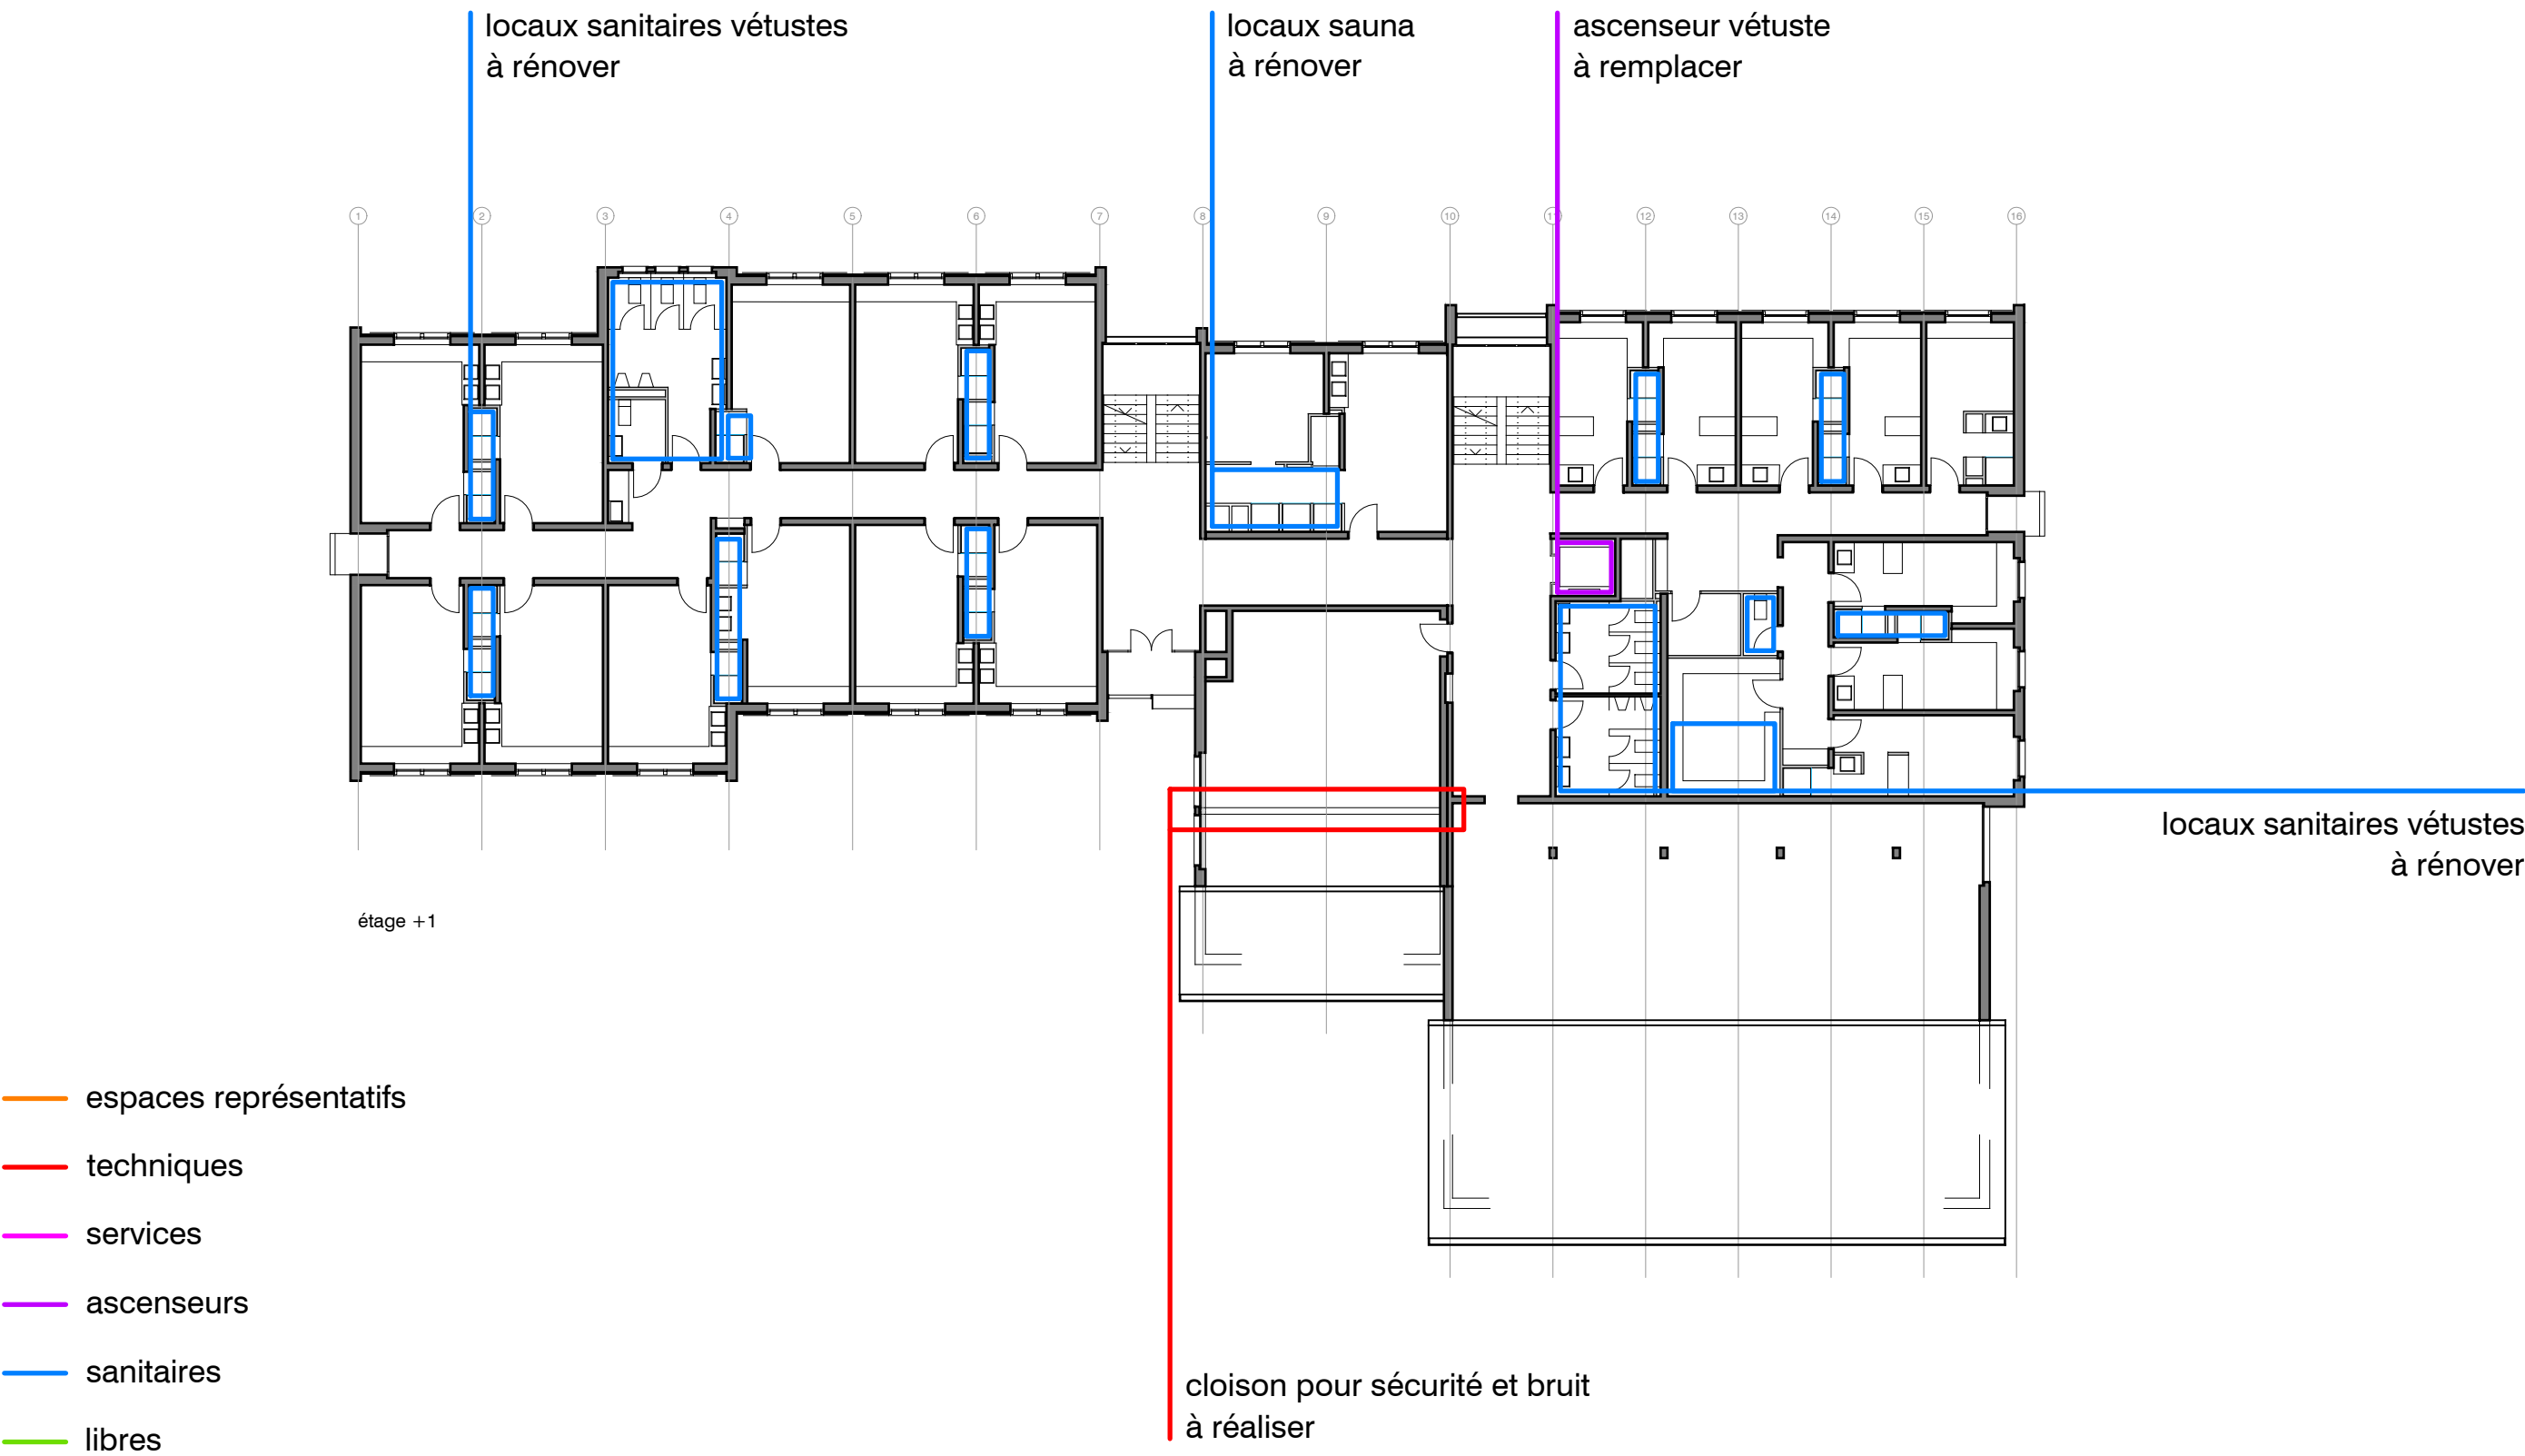 locaux sanitaires vétustes
à rénover
locaux sauna
à rénover
ascenseur vétuste
à remplacer
1 2 3 4 5 6 7 8 9 10 11 12 13 14 15 16
locaux sanitaires vétustes
à rénover
étage +1
espaces représentatifs
techniques
services
ascenseurs
sanitaires
libres
cloison pour sécurité et bruit
à réaliser